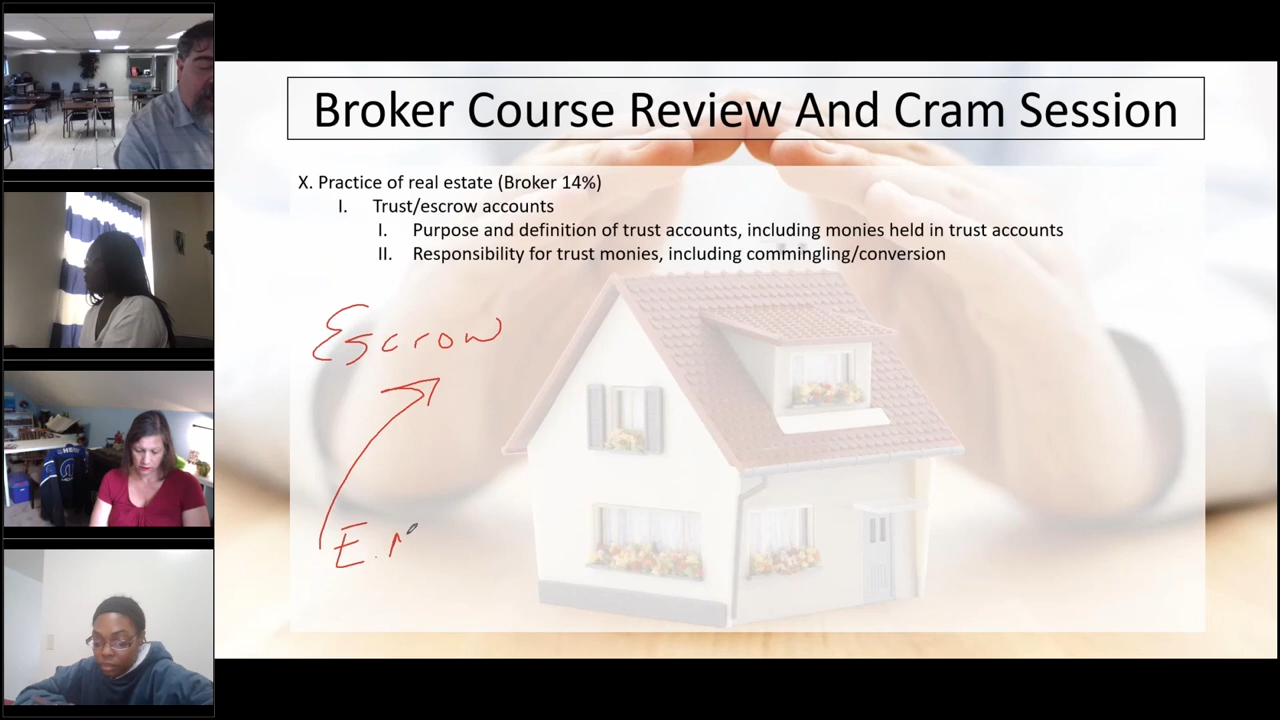 Broker Course Review And Cram Session
X. Practice of real estate (Broker 14%)
I. Trust/escrow accounts
I. Purpose and definition of trust accounts, including monies held in trust accounts
II. Responsibility for trust monies, including commingling/conversion
Escrow
E.